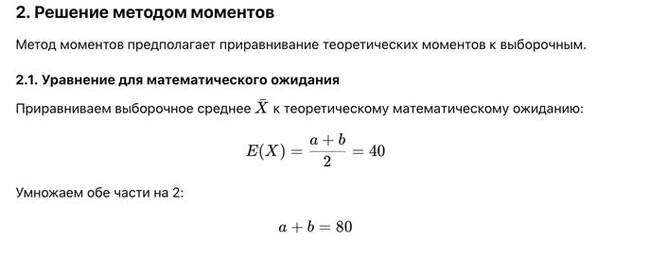 2. Решение методом моментов
Метод моментов предполагает приравнивание теоретических моментов к выборочным.
2.1. Уравнение для математического ожидания
Приравниваем выборочное среднее X̄ к теоретическому математическому ожиданию:
E(X) = (a + b)/2 = 40
Умножаем обе части на 2:
a + b = 80